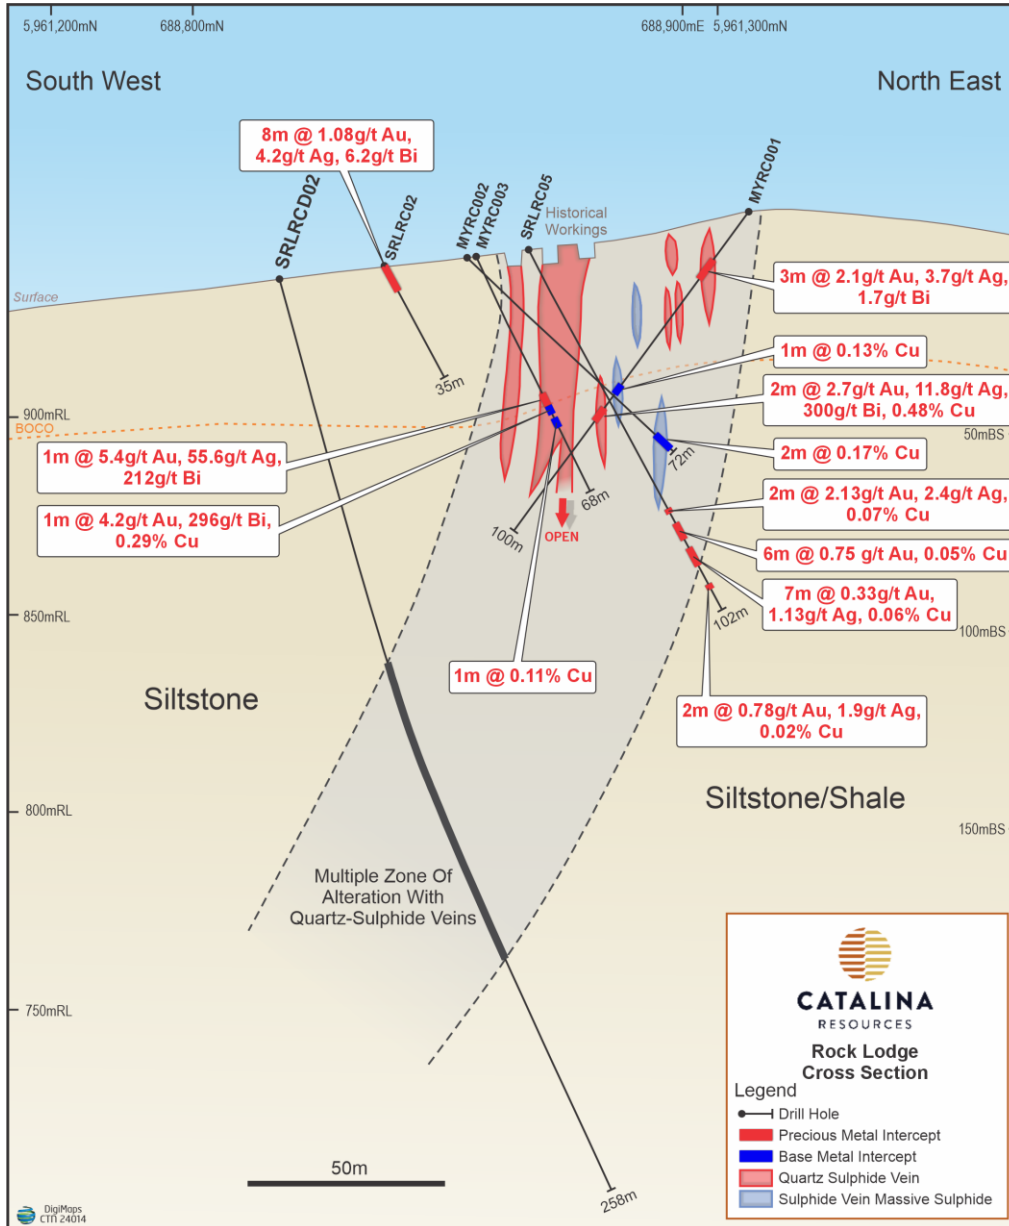 5,961,200mN
688,800mN
688,900mE
5,961,300mN
South West
North East
8m @ 1.08g/t Au,
4.2g/t Ag, 6.2g/t Bi
SRLRCD02
SRLRC02
MYRC002
MYRC003
SRLRC05
MYRC001
Historical
Workings
Surface
3m @ 2.1g/t Au, 3.7g/t Ag,
1.7g/t Bi
1m @ 0.13% Cu
35m
2m @ 2.7g/t Au, 11.8g/t Ag,
300g/t Bi, 0.48% Cu
900mRL
BOCO
50mBS
1m @ 5.4g/t Au, 55.6g/t Ag,
212g/t Bi
2m @ 0.17% Cu
72m
68m
2m @ 2.13g/t Au, 2.4g/t Ag,
0.07% Cu
1m @ 4.2g/t Au, 296g/t Bi,
0.29% Cu
100m
OPEN
6m @ 0.75 g/t Au, 0.05% Cu
7m @ 0.33g/t Au,
1.13g/t Ag, 0.06% Cu
850mRL
102m
100mBS
1m @ 0.11% Cu
Siltstone
2m @ 0.78g/t Au, 1.9g/t Ag,
0.02% Cu
Siltstone/Shale
800mRL
150mBS
Multiple Zone Of
Alteration With
Quartz-Sulphide Veins
750mRL
CATALINA
RESOURCES
Rock Lodge
Cross Section
Legend
Drill Hole
Precious Metal Intercept
Base Metal Intercept
Quartz Sulphide Vein
Sulphide Vein Massive Sulphide
50m
258m
DigiMaps
CTN 24014